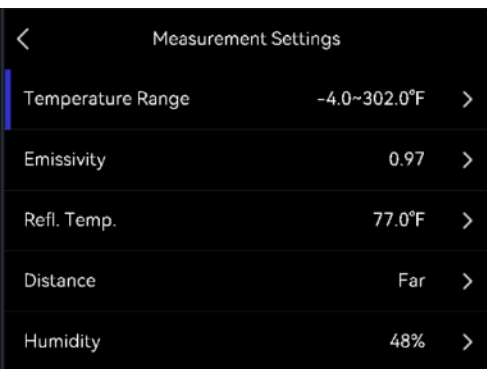 Measurement Settings
Temperature Range -4.0~302.0°F
Emissivity 0.97
Refl. Temp. 77.0°F
Distance Far
Humidity 48%